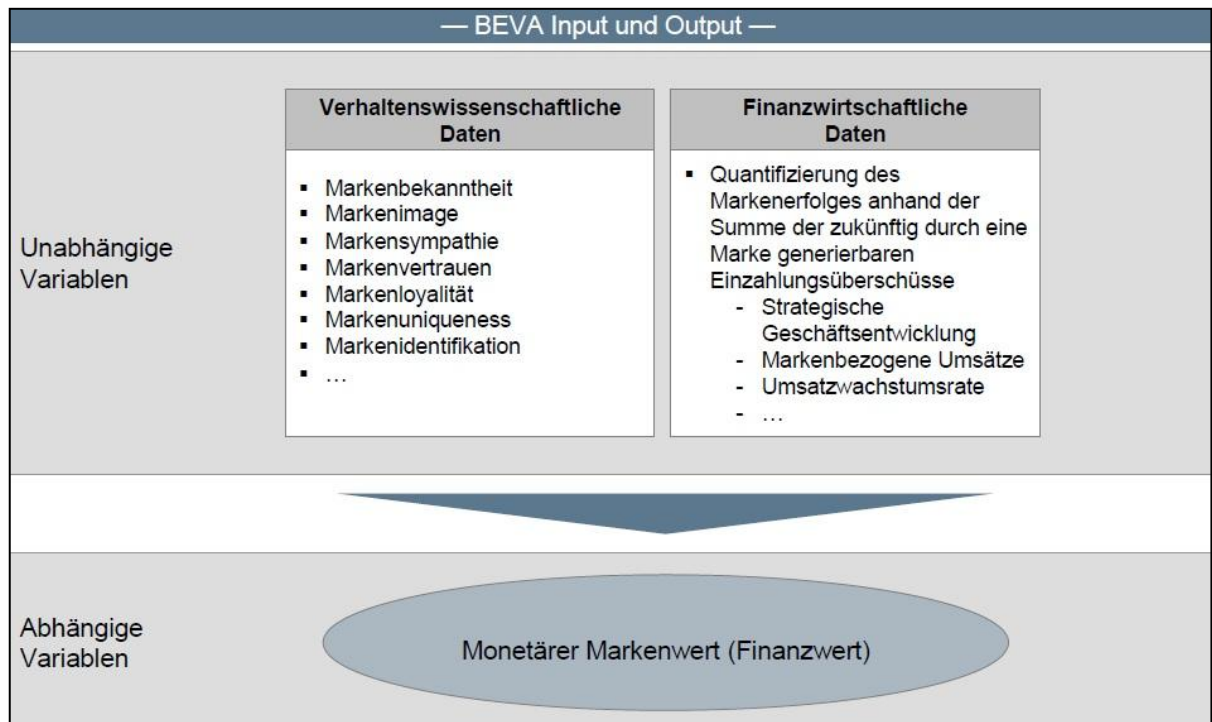 — BEVA Input und Output —
Unabhängige
Variablen
Verhaltenswissenschaftliche
Daten
▪ Markenbekanntheit
▪ Markenimage
▪ Markensympathie
▪ Markenvertrauen
▪ Markenloyalität
▪ Markenuniqueness
▪ Markenidentifikation
▪ …
Finanzwirtschaftliche
Daten
▪ Quantifizierung des
Markenerfolges anhand der
Summe der zukünftig durch eine
Marke generierbaren
Einzahlungsüberschüsse
- Strategische
Geschäftsentwicklung
- Markenbezogene Umsätze
- Umsatzwachstumsrate
- …
Abhängige
Variablen
Monetärer Markenwert (Finanzwert)